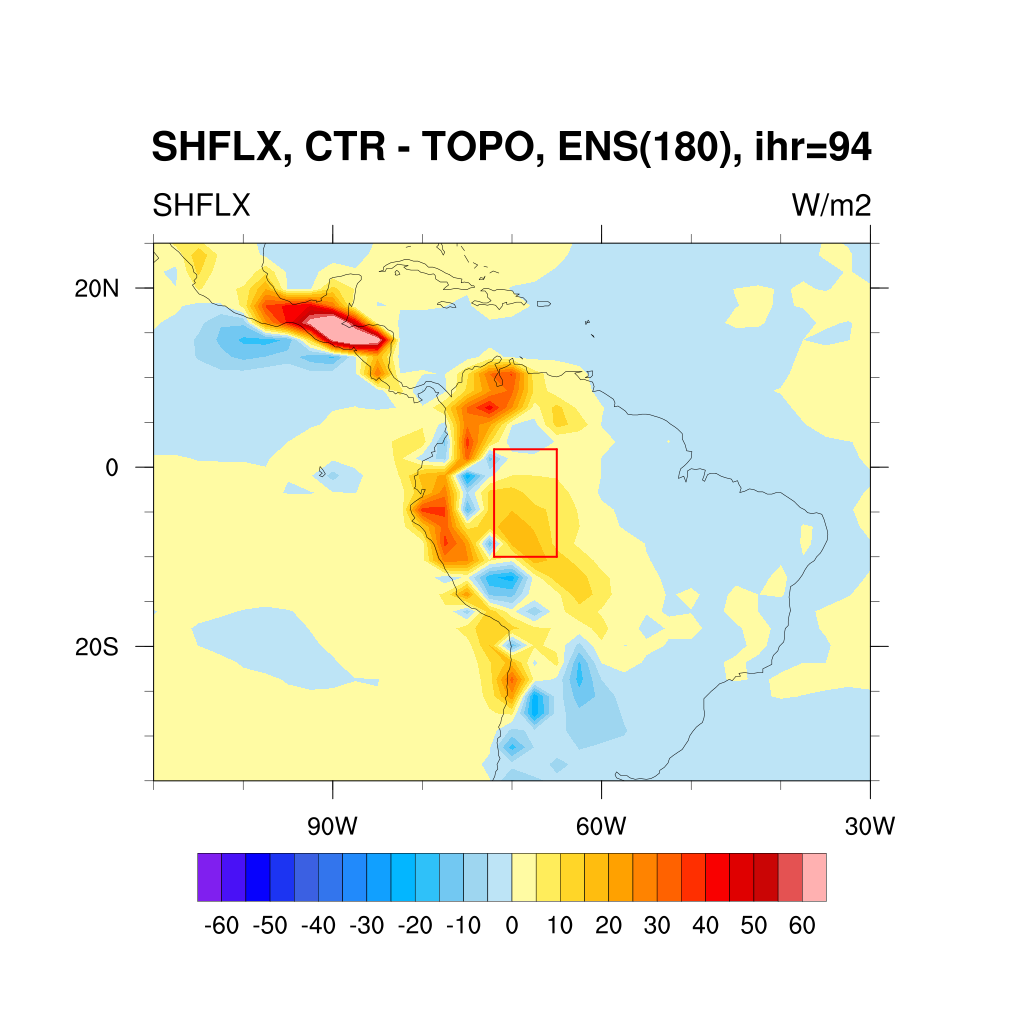 SHFLX, CTR - TOPO, ENS(180), ihr=94
SHFLX W/m2
20N
0
20S
90W 60W 30W
-60 -50 -40 -30 -20 -10 0 10 20 30 40 50 60